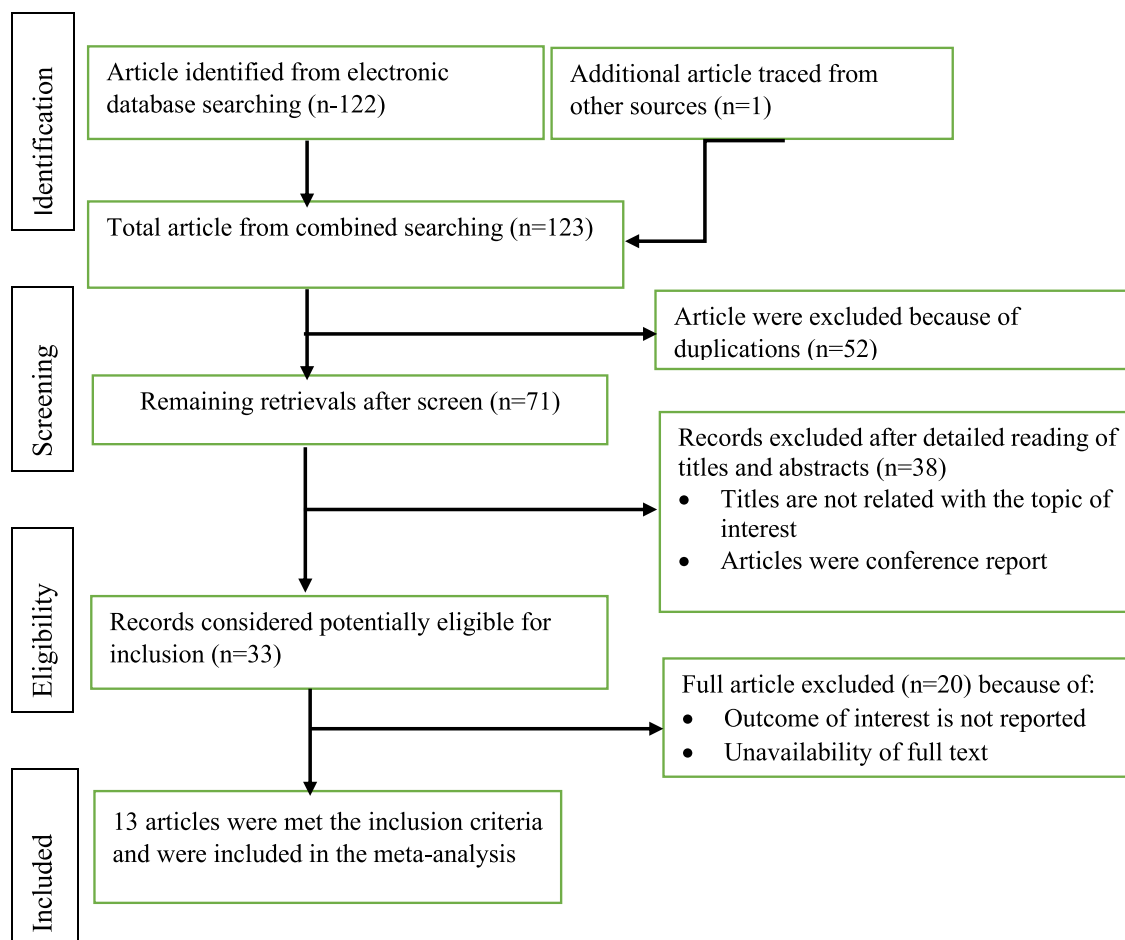 Identification
Article identified from electronic
database searching (n-122)
Additional article traced from
other sources (n=1)
Total article from combined searching (n=123)
Screening
Article were excluded because of
duplications (n=52)
Remaining retrievals after screen (n=71)
Records excluded after detailed reading of
titles and abstracts (n=38)
• Titles are not related with the topic of
interest
• Articles were conference report
Eligibility
Records considered potentially eligible for
inclusion (n=33)
Full article excluded (n=20) because of:
• Outcome of interest is not reported
• Unavailability of full text
Included
13 articles were met the inclusion criteria
and were included in the meta-analysis